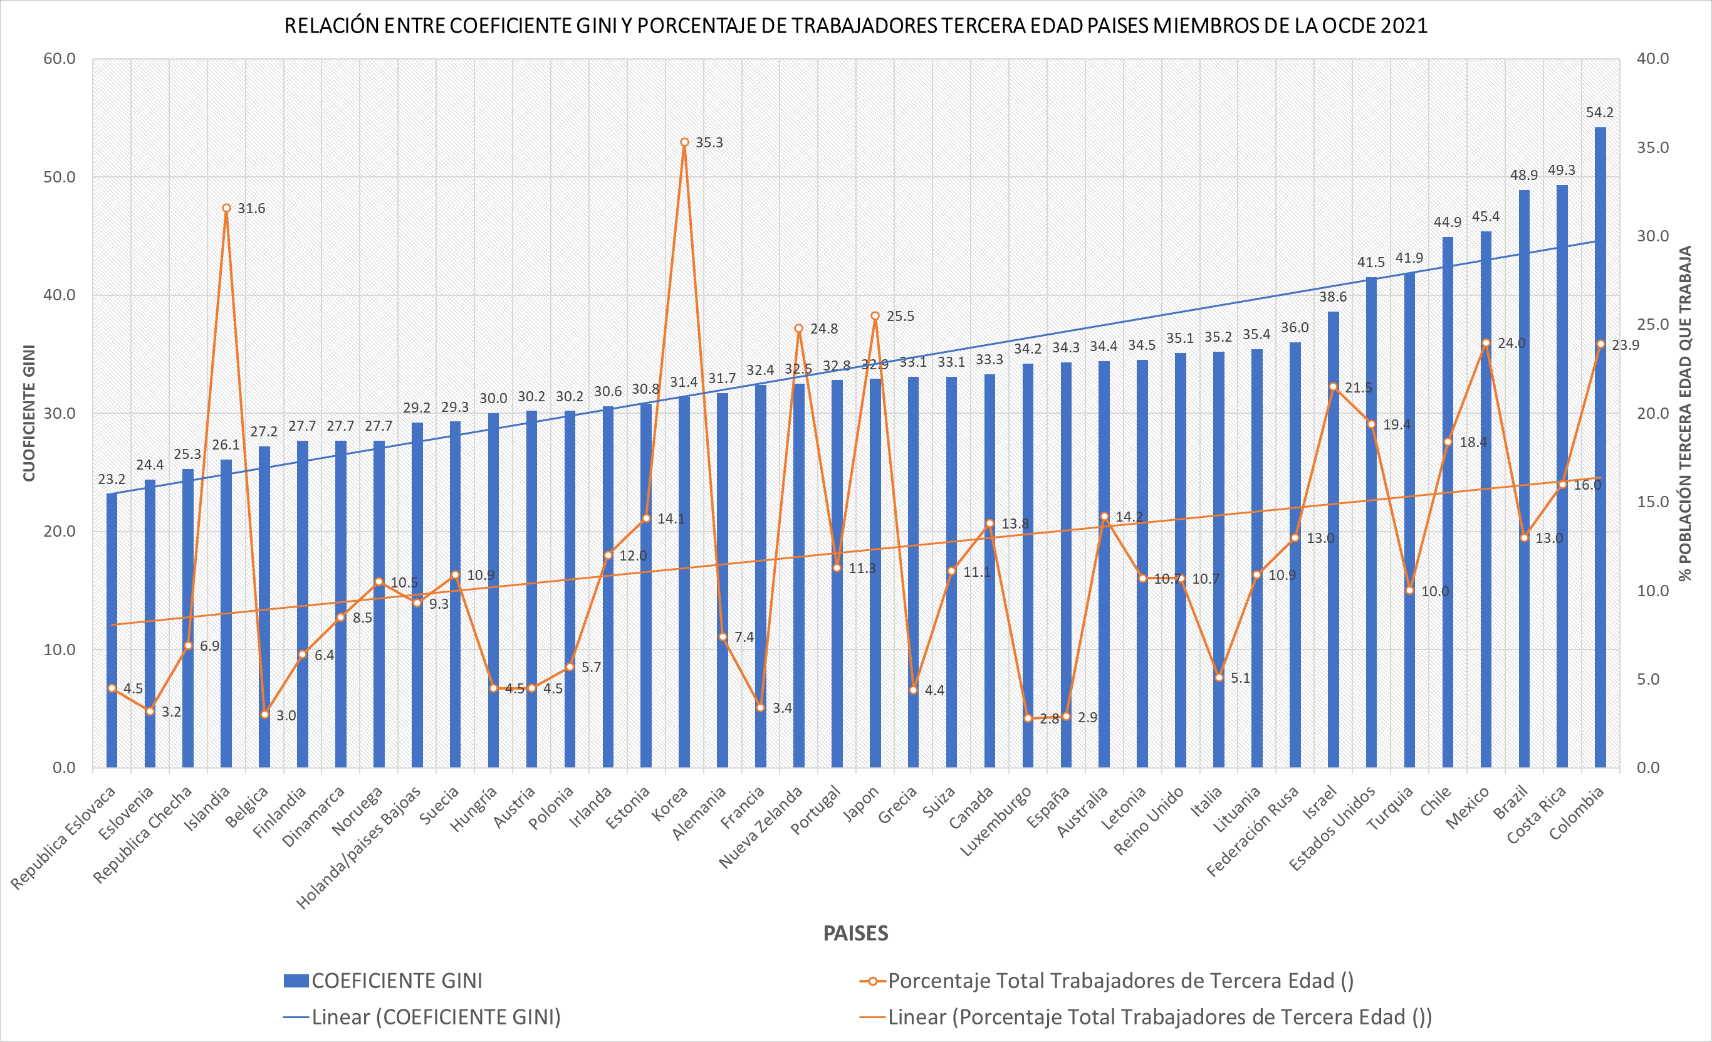 RELACIÓN ENTRE COEFICIENTE GINI Y PORCENTAJE DE TRABAJADORES TERCERA EDAD PAISES MIEMBROS DE LA OCDE 2021
CUOFICIENTE GINI
60.0
50.0
40.0
30.0
20.0
10.0
0.0
% POBLACIÓN TERCERA EDAD QUE TRABAJA
40.0
35.0
30.0
25.0
20.0
15.0
10.0
5.0
0.0
23.2 24.4 25.3 26.1 27.2 27.7 27.7 27.7 29.2 29.3 30.0 30.2 30.2 30.6 30.8 31.4 31.7 32.4 32.5 32.8 32.9 33.1 33.1 33.3 34.2 34.3 34.4 34.5 35.1 35.2 35.4 36.0 38.6 41.5 41.9 44.9 45.4 48.9 49.3 54.2
4.5 3.2 6.9 31.6 3.0 6.4 8.5 10.5 9.3 10.9 4.5 4.5 5.7 12.0 14.1 35.3 7.4 3.4 24.8 11.3 25.5 4.4 11.1 13.8 2.8 2.9 14.2 10.7 10.7 5.1 10.9 13.0 21.5 19.4 10.0 18.4 24.0 13.0 16.0 23.9
Republica Eslovaca
Eslovenia
Republica Checha
Islandia
Belgica
Finlandia
Dinamarca
Noruega
Holanda/paises Bajoas
Suecia
Hungria
Austria
Polonia
Irlanda
Estonia
Korea
Alemania
Francia
Nueva Zelanda
Portugal
Japon
Grecia
Suiza
Canada
Luxemburgo
España
Australia
Letonia
Reino Unido
Italia
Lituania
Federación Rusa
Israel
Estados Unidos
Turquia
Chile
Mexico
Brazil
Costa Rica
Colombia
PAISES
COEFICIENTE GINI
Porcentaje Total Trabajadores de Tercera Edad ()
Linear (COEFICIENTE GINI)
Linear (Porcentaje Total Trabajadores de Tercera Edad ())